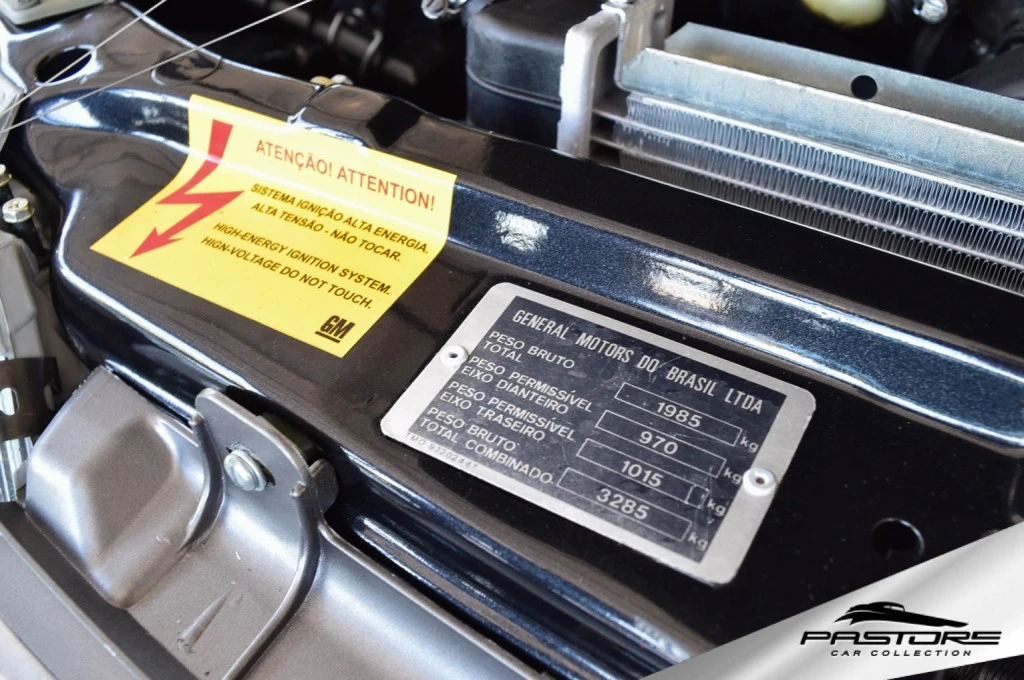 ATENÇÃO! ATTENTION!
SISTEMA IGNIÇÃO ALTA ENERGIA.
ALTA TENSÃO - NÃO TOCAR.
HIGH-ENERGY IGNITION SYSTEM.
HIGN-VOLTAGE DO NOT TOUCH.
GM
GENERAL MOTORS DO BRASIL LTDA
PESO BRUTO
TOTAL 1985 kg
PESO PERMISSÍVEL
EIXO DIANTEIRO 970 kg
PESO PERMISSÍVEL
EIXO TRASEIRO 1015 kg
PESO BRUTO
TOTAL COMBINADO 3285 kg
PASTORE
CAR COLLECTION